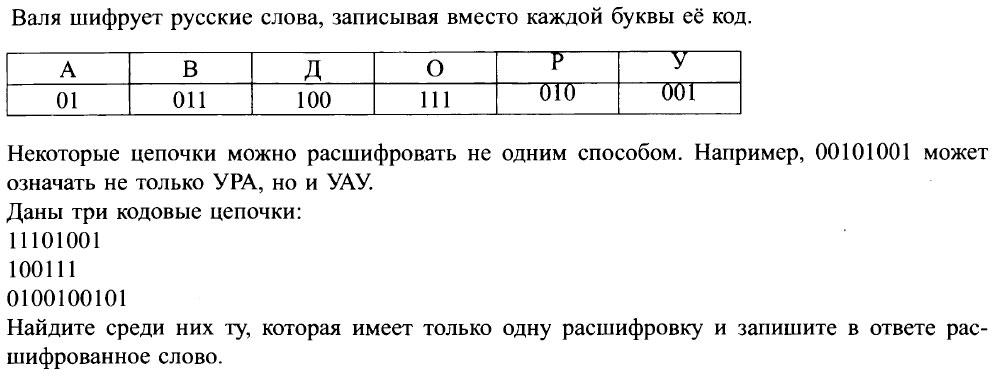 Валя шифрует русские слова, записывая вместо каждой буквы её код.
А В Д О Р У
01 011 100 111 010 001
Некоторые цепочки можно расшифровать не одним способом. Например, 00101001 может
означать не только УРА, но и УАУ.
Даны три кодовые цепочки:
11101001
100111
0100100101
Найдите среди них ту, которая имеет только одну расшифровку и запишите в ответе рас-
шифрованное слово.